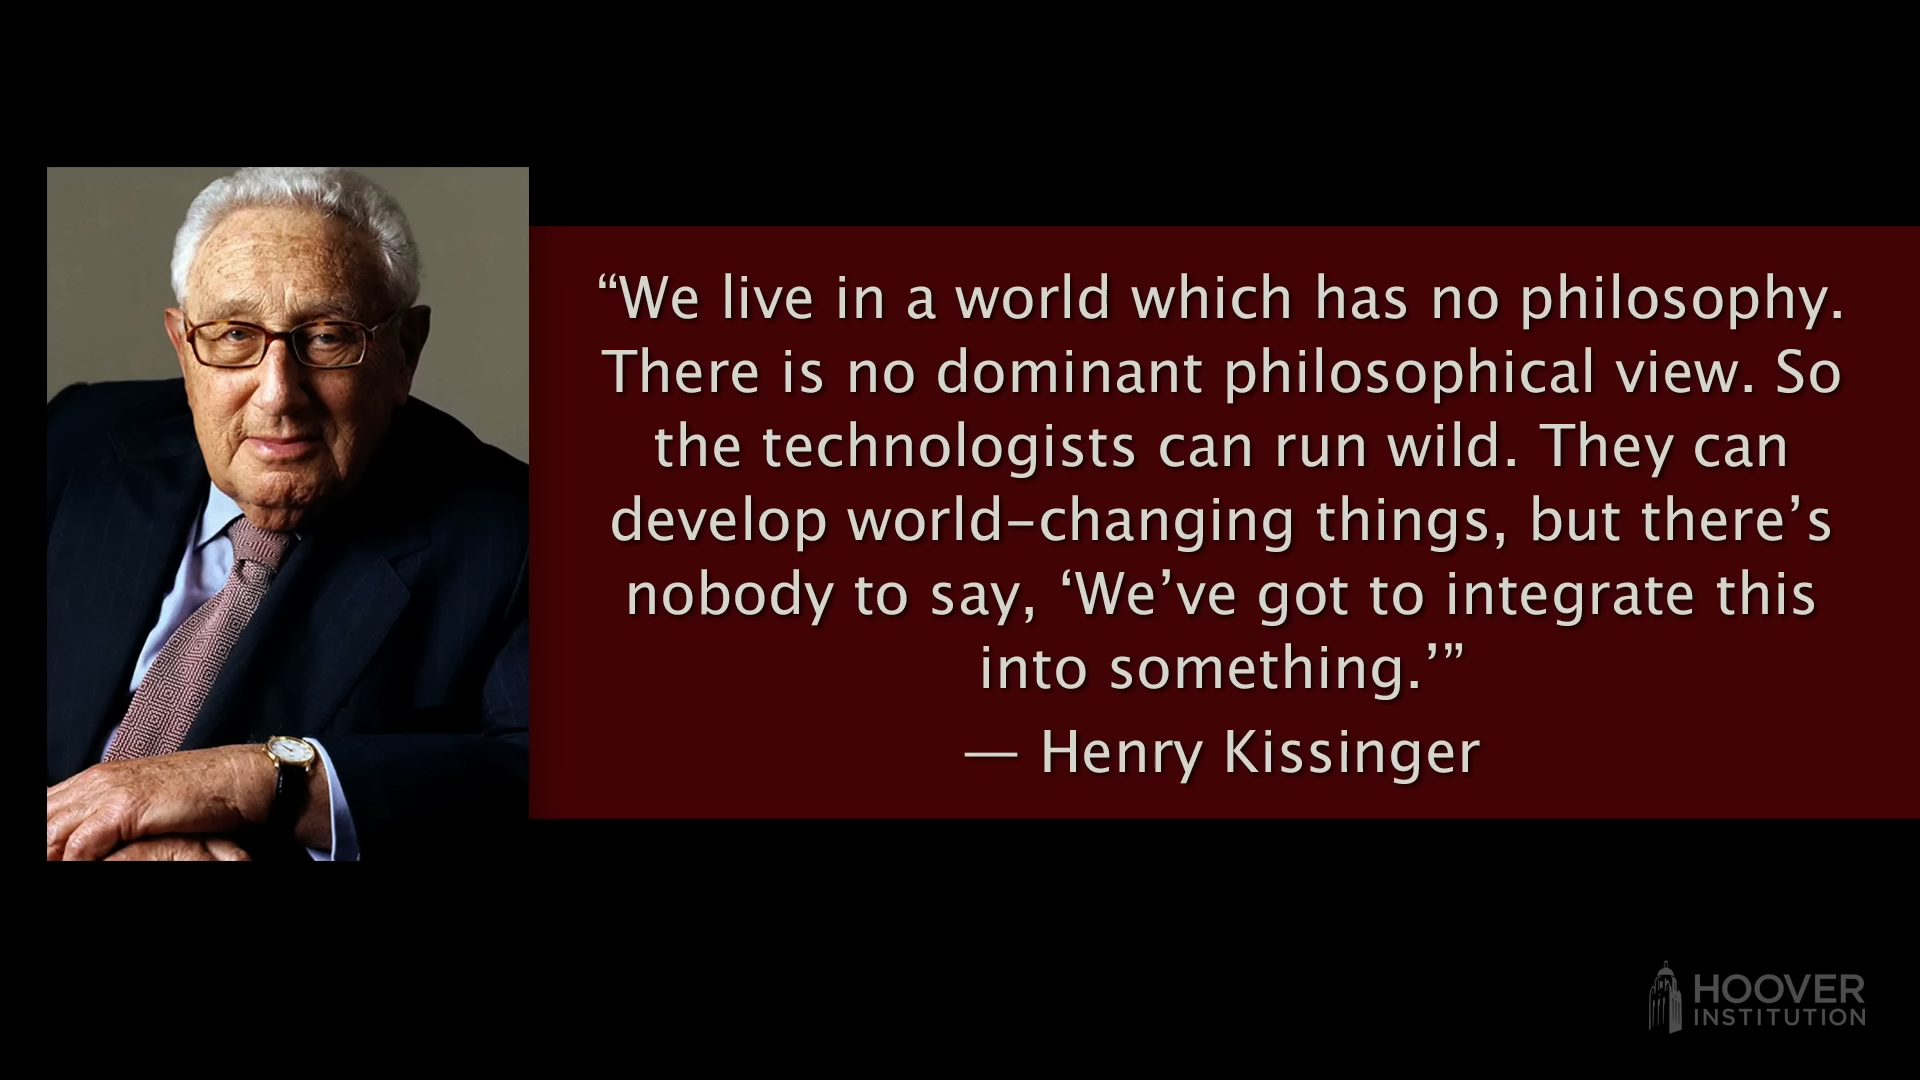 “We live in a world which has no philosophy.
There is no dominant philosophical view. So
the technologists can run wild. They can
develop world–changing things, but there’s
nobody to say, ‘We’ve got to integrate this
into something.’”
— Henry Kissinger
HOOVER
INSTITUTION